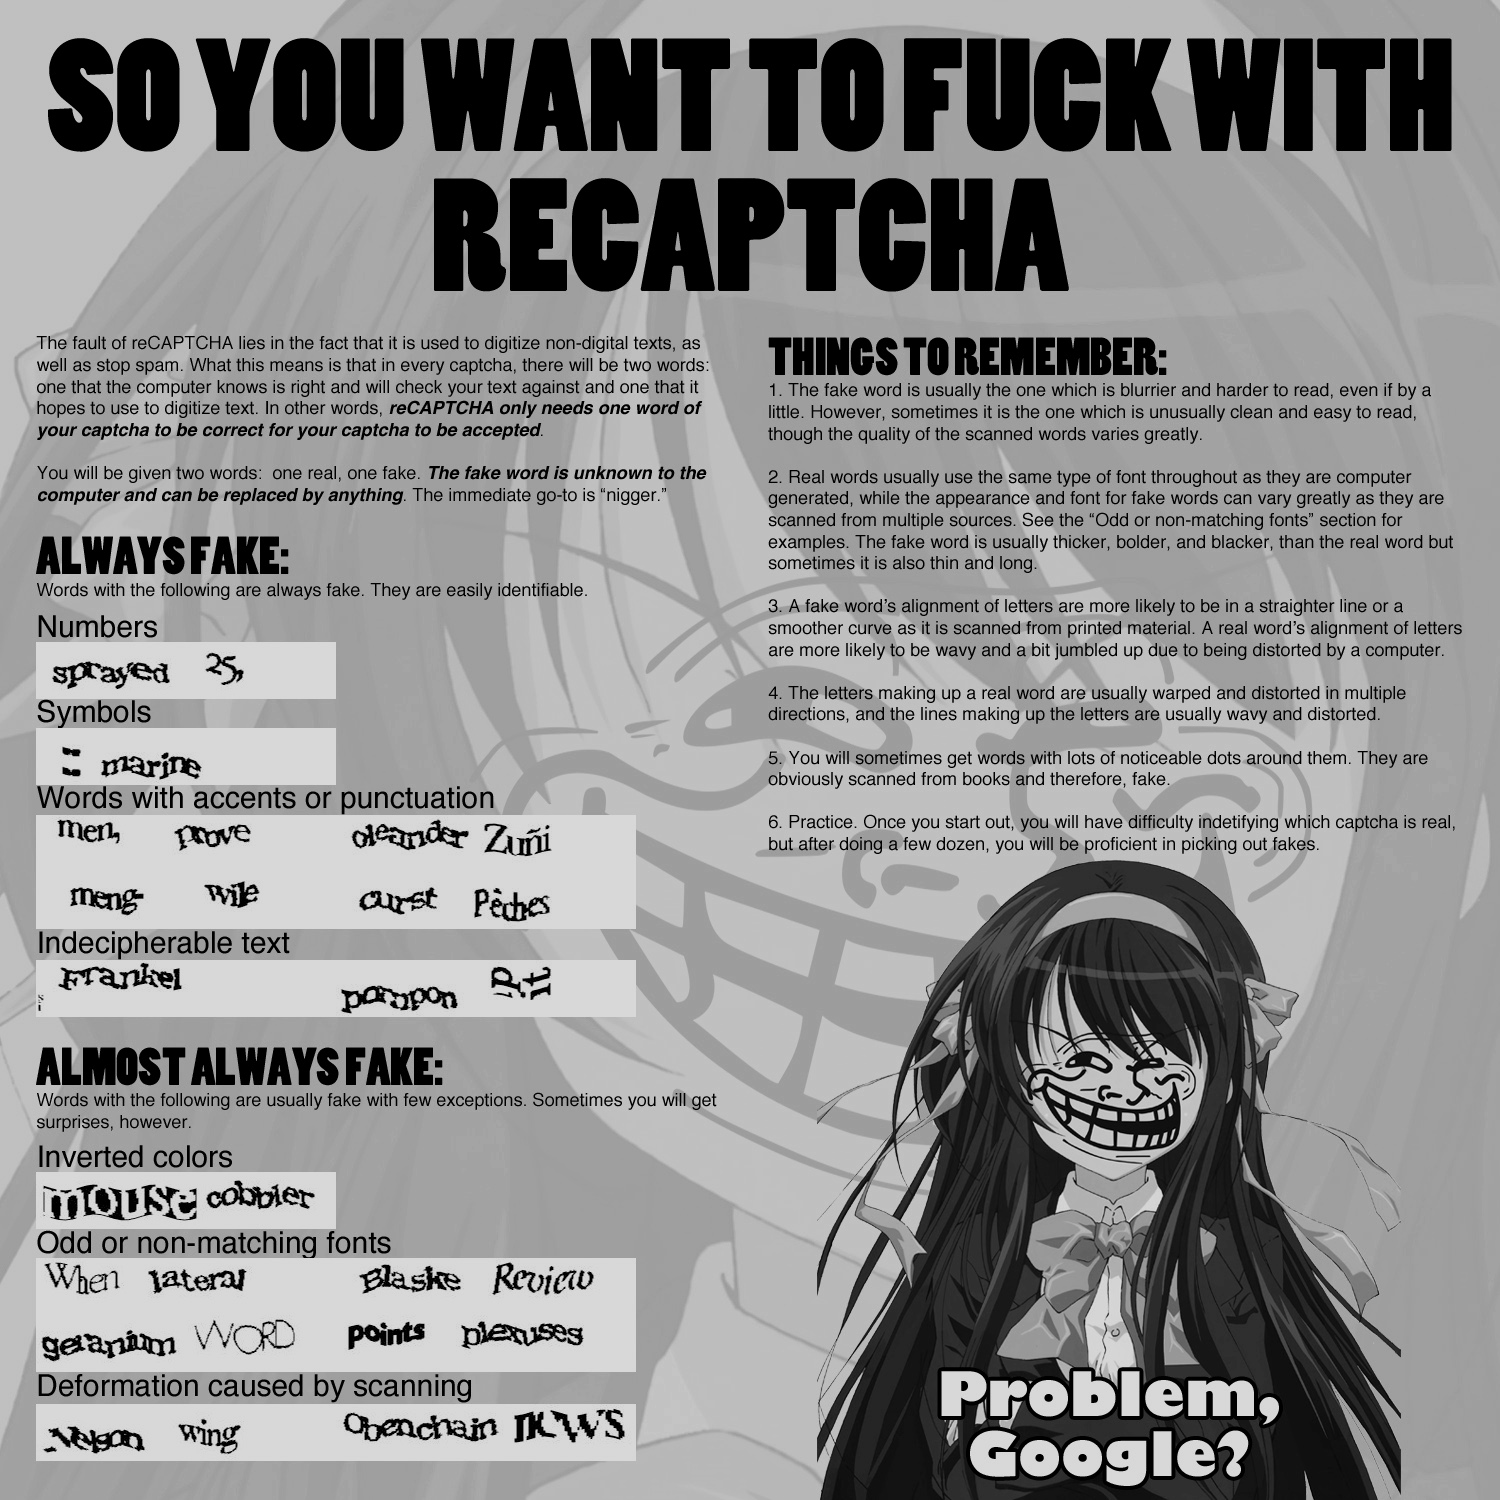 SO YOU WANT TO FUCK WITH
RECAPTCHA
The fault of reCAPTCHA lies in the fact that it is used to digitize non-digital texts, as
well as stop spam. What this means is that in every captcha, there will be two words:
one that the computer knows is right and will check your text against and one that it
hopes to use to digitize text. In other words, reCAPTCHA only needs one word of
your captcha to be correct for your captcha to be accepted.
You will be given two words:  one real, one fake. The fake word is unknown to the
computer and can be replaced by anything. The immediate go-to is “nigger.”
ALWAYS FAKE:
Words with the following are always fake. They are easily identifiable.
Numbers
sprayed 25,
Symbols
marine
Words with accents or punctuation
men, prove oleander Zuñi
meng- wile curst Pèches
Indecipherable text
Frankel pompon
ALMOST ALWAYS FAKE:
Words with the following are usually fake with few exceptions. Sometimes you will get
surprises, however.
Inverted colors
mouse cobbler
Odd or non-matching fonts
When lateral Blaske Review
geranium WORD points plexuses
Deformation caused by scanning
Nelson wing Obenchain
THINGS TO REMEMBER:
1. The fake word is usually the one which is blurrier and harder to read, even if by a
little. However, sometimes it is the one which is unusually clean and easy to read,
though the quality of the scanned words varies greatly.
2. Real words usually use the same type of font throughout as they are computer
generated, while the appearance and font for fake words can vary greatly as they are
scanned from multiple sources. See the “Odd or non-matching fonts” section for
examples. The fake word is usually thicker, bolder, and blacker, than the real word but
sometimes it is also thin and long.
3. A fake word’s alignment of letters are more likely to be in a straighter line or a
smoother curve as it is scanned from printed material. A real word’s alignment of letters
are more likely to be wavy and a bit jumbled up due to being distorted by a computer.
4. The letters making up a real word are usually warped and distorted in multiple
directions, and the lines making up the letters are usually wavy and distorted.
5. You will sometimes get words with lots of noticeable dots around them. They are
obviously scanned from books and therefore, fake.
6. Practice. Once you start out, you will have difficulty indetifying which captcha is real,
but after doing a few dozen, you will be proficient in picking out fakes.
Problem,
Google?